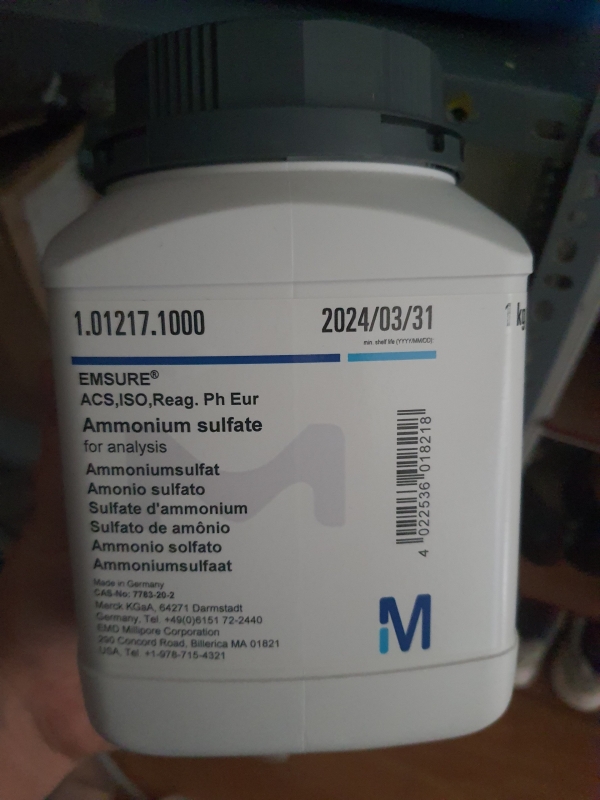 1.01217.1000
2024/03/31
1 kg
min. shelf life (YYYY/MM/DD)
EMSURE®
ACS,ISO,Reag. Ph Eur
Ammonium sulfate
for analysis
Ammoniumsulfat
Amonio sulfato
Sulfate d'ammonium
Sulfato de amônio
Ammonio solfato
Ammoniumsulfaat
Made in Germany
CAS-No: 7783-20-2
Merck KGaA, 64271 Darmstadt
Germany, Tel. +49(0)6151 72-2440
EMD Millipore Corporation
290 Concord Road, Billerica MA 01821
USA, Tel. +1-978-715-4321
4 022536 018218
M